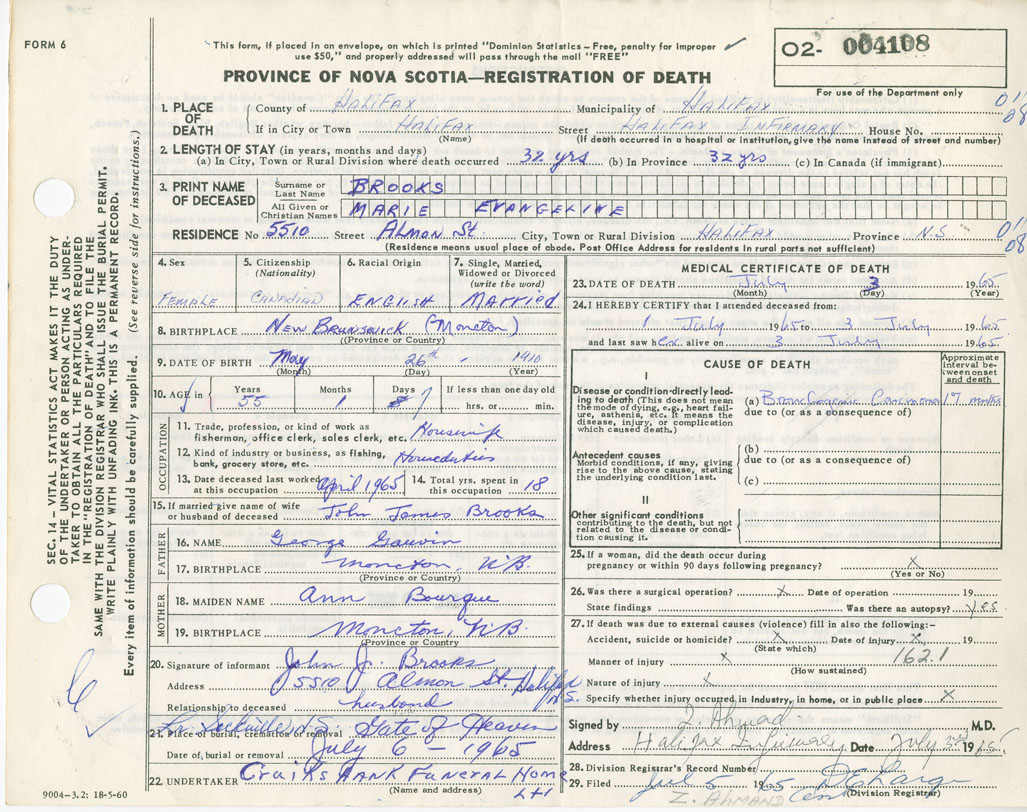 FORM 6
This form, if placed in an envelope, on which is printed "Dominion Statistics – Free, penalty for improper
use $50," and properly addressed will pass through the mail "FREE"
O2- 004108
For use of the Department only
PROVINCE OF NOVA SCOTIA—REGISTRATION OF DEATH
SEC. 14 – VITAL STATISTICS ACT MAKES IT THE DUTY
OF THE UNDERTAKER OR PERSON ACTING AS UNDER-
TAKER TO OBTAIN ALL THE PARTICULARS REQUIRED
IN THE "REGISTRATION OF DEATH" AND TO FILE THE
SAME WITH THE DIVISION REGISTRAR WHO SHALL ISSUE THE BURIAL PERMIT.
WRITE PLAINLY WITH UNFADING INK. THIS IS A PERMANENT RECORD.
Every item of information should be carefully supplied. (See reverse side for instructions.)
1. PLACE OF DEATH
County of HALIFAX Municipality of HALIFAX
If in City or Town HALIFAX Street HALIFAX INFIRMARY House No.
(Name) (If death occurred in a hospital or institution, give the name instead of street and number)
2. LENGTH OF STAY (in years, months and days)
(a) In City, Town or Rural Division where death occurred 32 yrs (b) In Province 32 yrs (c) In Canada (if immigrant)
3. PRINT NAME OF DECEASED
Surname or Last Name BROOKS
All Given or Christian Names MARIE EVANGELINE
RESIDENCE No 5510 Street ALMON St. City, Town or Rural Division HALIFAX Province N.S
(Residence means usual place of abode. Post Office Address for residents in rural parts not sufficient)
4. Sex FEMALE
5. Citizenship (Nationality) CANADIAN
6. Racial Origin ENGLISH
7. Single, Married, Widowed or Divorced (write the word) MARRIED
8. BIRTHPLACE NEW BRUNSWICK (Moncton)
(Province or Country)
9. DATE OF BIRTH May 26th 1910
(Month) (Day) (Year)
10. AGE in Years 55 Months 1 Days 7 If less than one day old hrs. or min.
OCCUPATION
11. Trade, profession, or kind of work as
fisherman, office clerk, sales clerk, etc. Housewife
12. Kind of industry or business, as fishing,
bank, grocery store, etc. Homeduties
13. Date deceased last worked
at this occupation April 1965
14. Total yrs. spent in
this occupation 18
15. If married give name of wife
or husband of deceased John James Brooks
FATHER
16. NAME George Gauvin
17. BIRTHPLACE Moncton, N.B.
(Province or Country)
MOTHER
18. MAIDEN NAME Ann Bourque
19. BIRTHPLACE Moncton, N.B.
(Province or Country)
20. Signature of informant John J. Brooks
Address 5510 Almon St. Halifax N.S.
Relationship to deceased husband
21. Place of burial, cremation or removal Sackville N.S. Gate of Heaven
Date of burial or removal July 6 – 1965
22. UNDERTAKER Cruikshank Funeral Home Ltd
(Name and address)
9004–3.2: 18-5-60
MEDICAL CERTIFICATE OF DEATH
23. DATE OF DEATH July 3 1965
(Month) (Day) (Year)
24. I HEREBY CERTIFY that I attended deceased from:
1 July 1965 to 3 July 1965
and last saw her alive on 3 July 1965
CAUSE OF DEATH
Approximate interval between onset and death
I
Disease or condition directly leading to death (This does not mean the mode of dying, e.g., heart failure, asthenia, etc. It means the disease, injury, or complication which caused death.)
(a) Bronchogenic Carcinoma 17 months
due to (or as a consequence of)
Antecedent causes
Morbid conditions, if any, giving rise to the above cause, stating the underlying condition last.
(b)
due to (or as a consequence of)
(c)
II
Other significant conditions
contributing to the death, but not related to the disease or condition causing it.
25. If a woman, did the death occur during
pregnancy or within 90 days following pregnancy? X
(Yes or No)
26. Was there a surgical operation? X Date of operation 19
State findings Was there an autopsy? Yes
27. If death was due to external causes (violence) fill in also the following:–
Accident, suicide or homicide? X Date of injury X 19
(State which)
162.1
Manner of injury X
(How sustained)
Nature of injury X
Specify whether injury occurred in industry, in home, or in public place X
Signed by Z. Ahmad M.D.
Address Halifax Infirmary Date July 3rd 1965
28. Division Registrar's Record Number
29. Filed Jul 5 1965
(Division Registrar)
Z. AHMAND